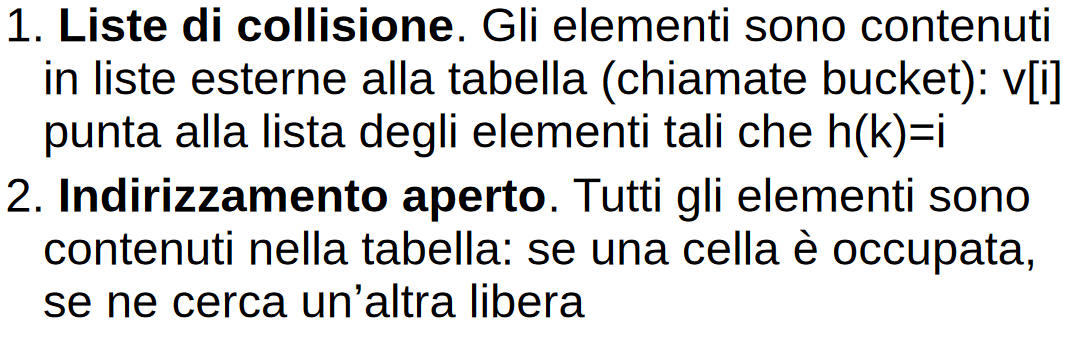 1. Liste di collisione. Gli elementi sono contenuti
in liste esterne alla tabella (chiamate bucket): v[i]
punta alla lista degli elementi tali che h(k)=i
2. Indirizzamento aperto. Tutti gli elementi sono
contenuti nella tabella: se una cella è occupata,
se ne cerca un’altra libera